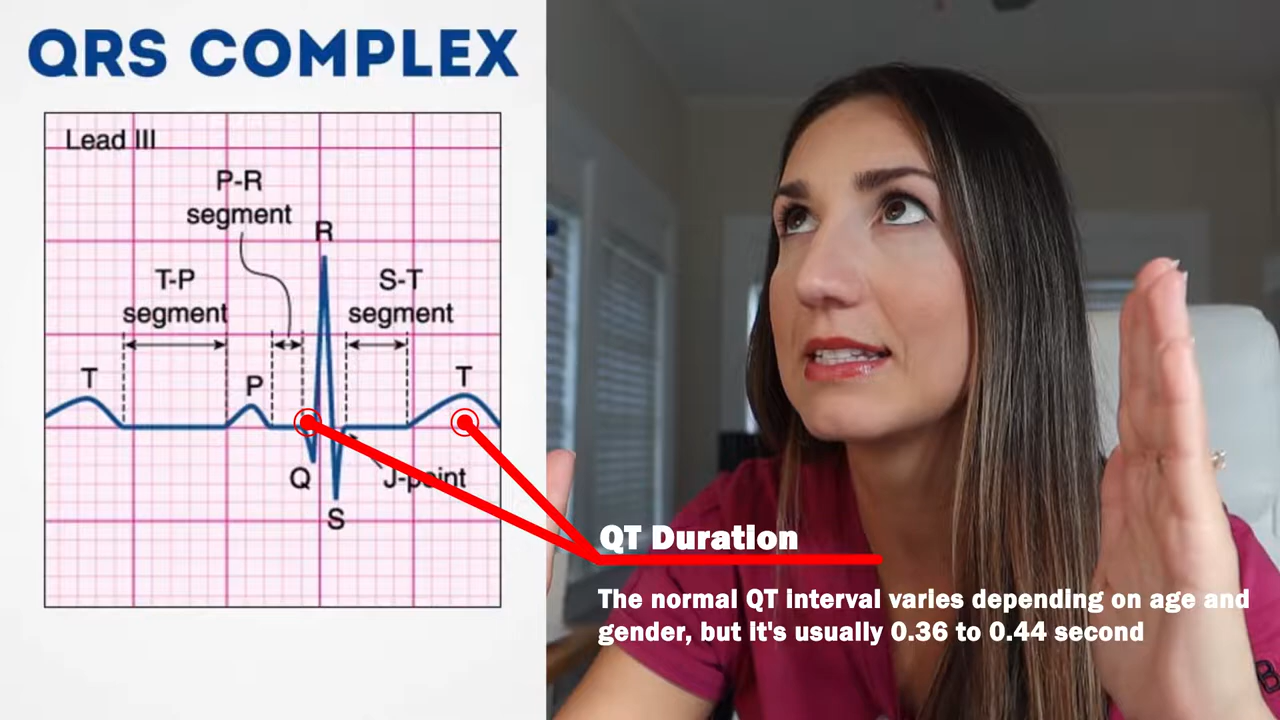 QRS COMPLEX
Lead III
P-R
segment
R
T-P
segment
S-T
segment
T
P
T
Q
J-point
S
QT Duration
The normal QT interval varies depending on age and
gender, but it's usually 0.36 to 0.44 second
B